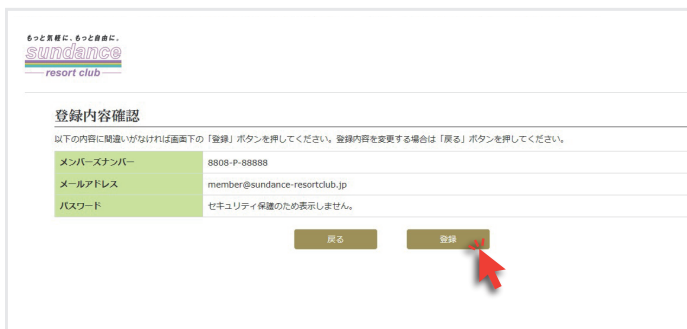 もっと気軽に、もっと自由に。
sundance
resort club
登録内容確認
以下の内容に間違いがなければ画面下の「登録」ボタンを押してください。登録内容を変更する場合は「戻る」ボタンを押してください。
メンバーズナンバー 8808-P-88888
メールアドレス member@sundance-resortclub.jp
パスワード セキュリティ保護のため表示しません。
戻る 登録